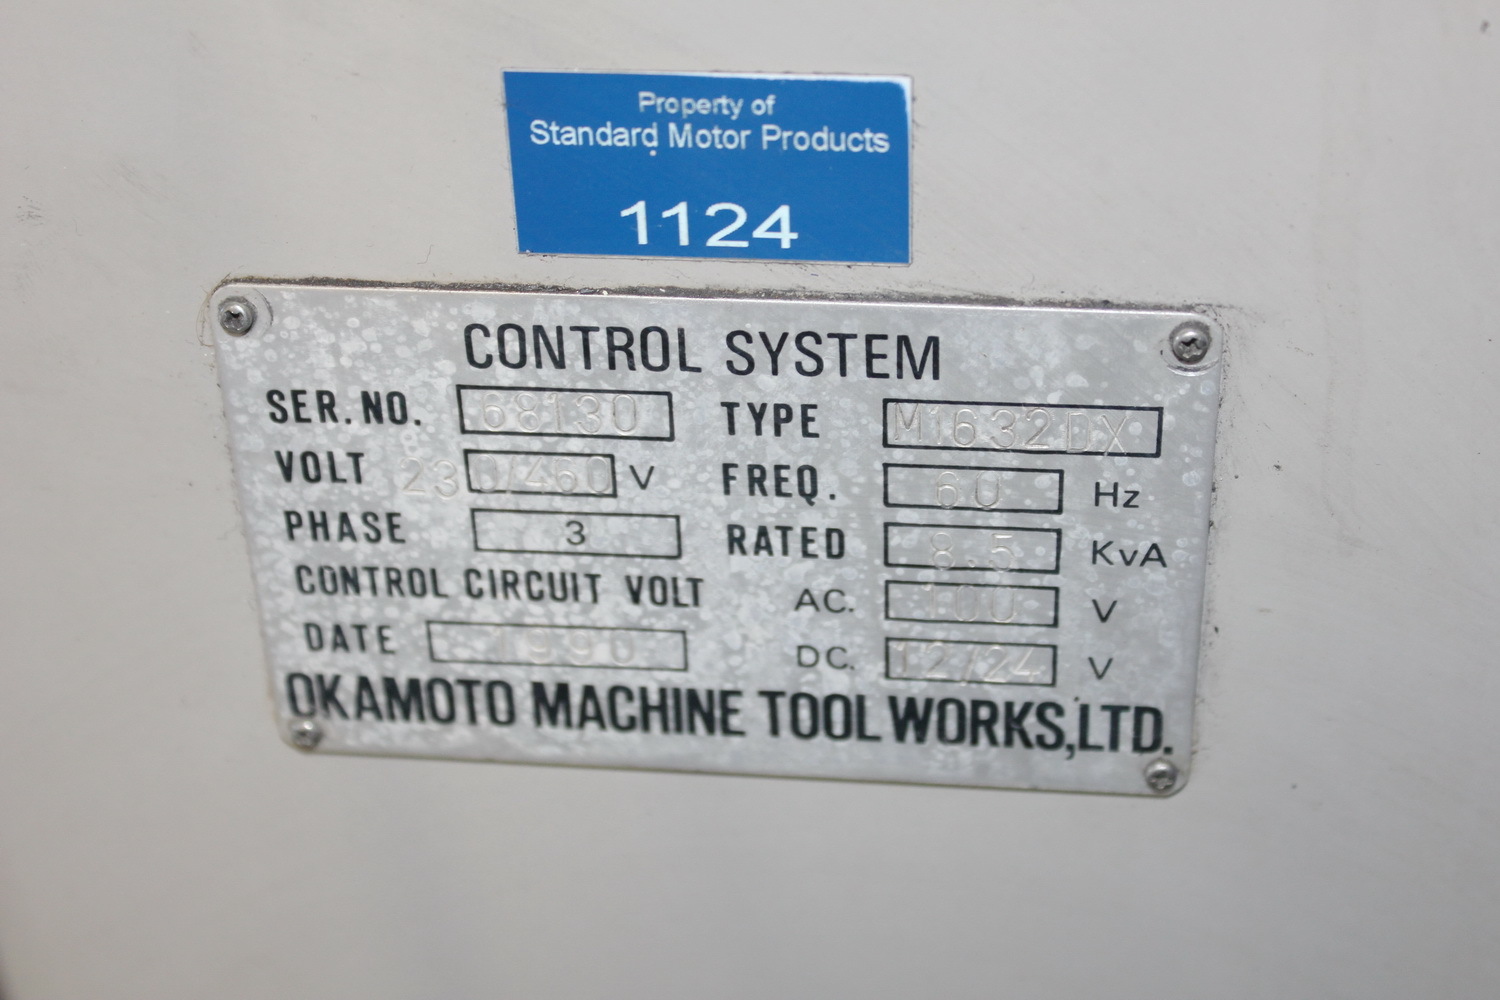 Property of
Standard Motor Products
1124
CONTROL SYSTEM
SER. NO. 68130 TYPE M1632DX
VOLT 230/460 V FREQ. 60 Hz
PHASE 3 RATED 8.5 KvA
CONTROL CIRCUIT VOLT AC. 100 V
DATE 1990 DC. 12/24 V
OKAMOTO MACHINE TOOL WORKS, LTD.